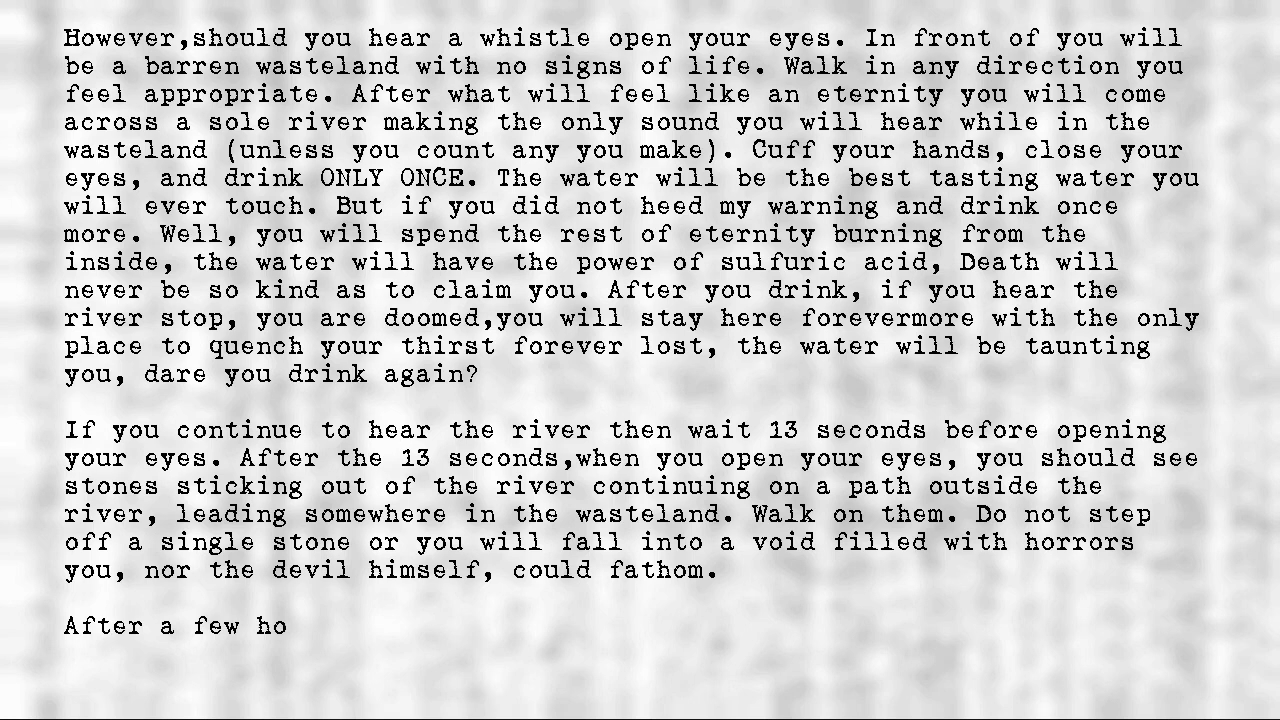 However,should you hear a whistle open your eyes. In front of you will
be a barren wasteland with no signs of life. Walk in any direction you
feel appropriate. After what will feel like an eternity you will come
across a sole river making the only sound you will hear while in the
wasteland (unless you count any you make). Cuff your hands, close your
eyes, and drink ONLY ONCE. The water will be the best tasting water you
will ever touch. But if you did not heed my warning and drink once
more. Well, you will spend the rest of eternity burning from the
inside, the water will have the power of sulfuric acid, Death will
never be so kind as to claim you. After you drink, if you hear the
river stop, you are doomed,you will stay here forevermore with the only
place to quench your thirst forever lost, the water will be taunting
you, dare you drink again?

If you continue to hear the river then wait 13 seconds before opening
your eyes. After the 13 seconds,when you open your eyes, you should see
stones sticking out of the river continuing on a path outside the
river, leading somewhere in the wasteland. Walk on them. Do not step
off a single stone or you will fall into a void filled with horrors
you, nor the devil himself, could fathom.

After a few ho